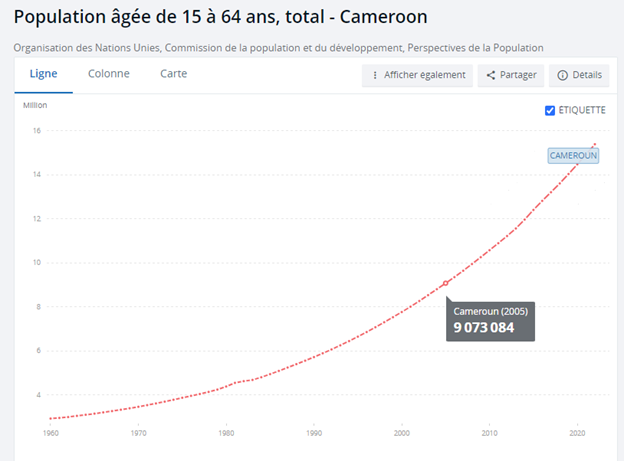 Population âgée de 15 à 64 ans, total - Cameroon
Organisation des Nations Unies, Commission de la population et du développement, Perspectives de la Population
Ligne Colonne Carte Afficher également Partager Détails
Million
ÉTIQUETTE
16
CAMEROUN
14
12
10
8
Cameroun (2005)
9 073 084
6
4
1960 1970 1980 1990 2000 2010 2020